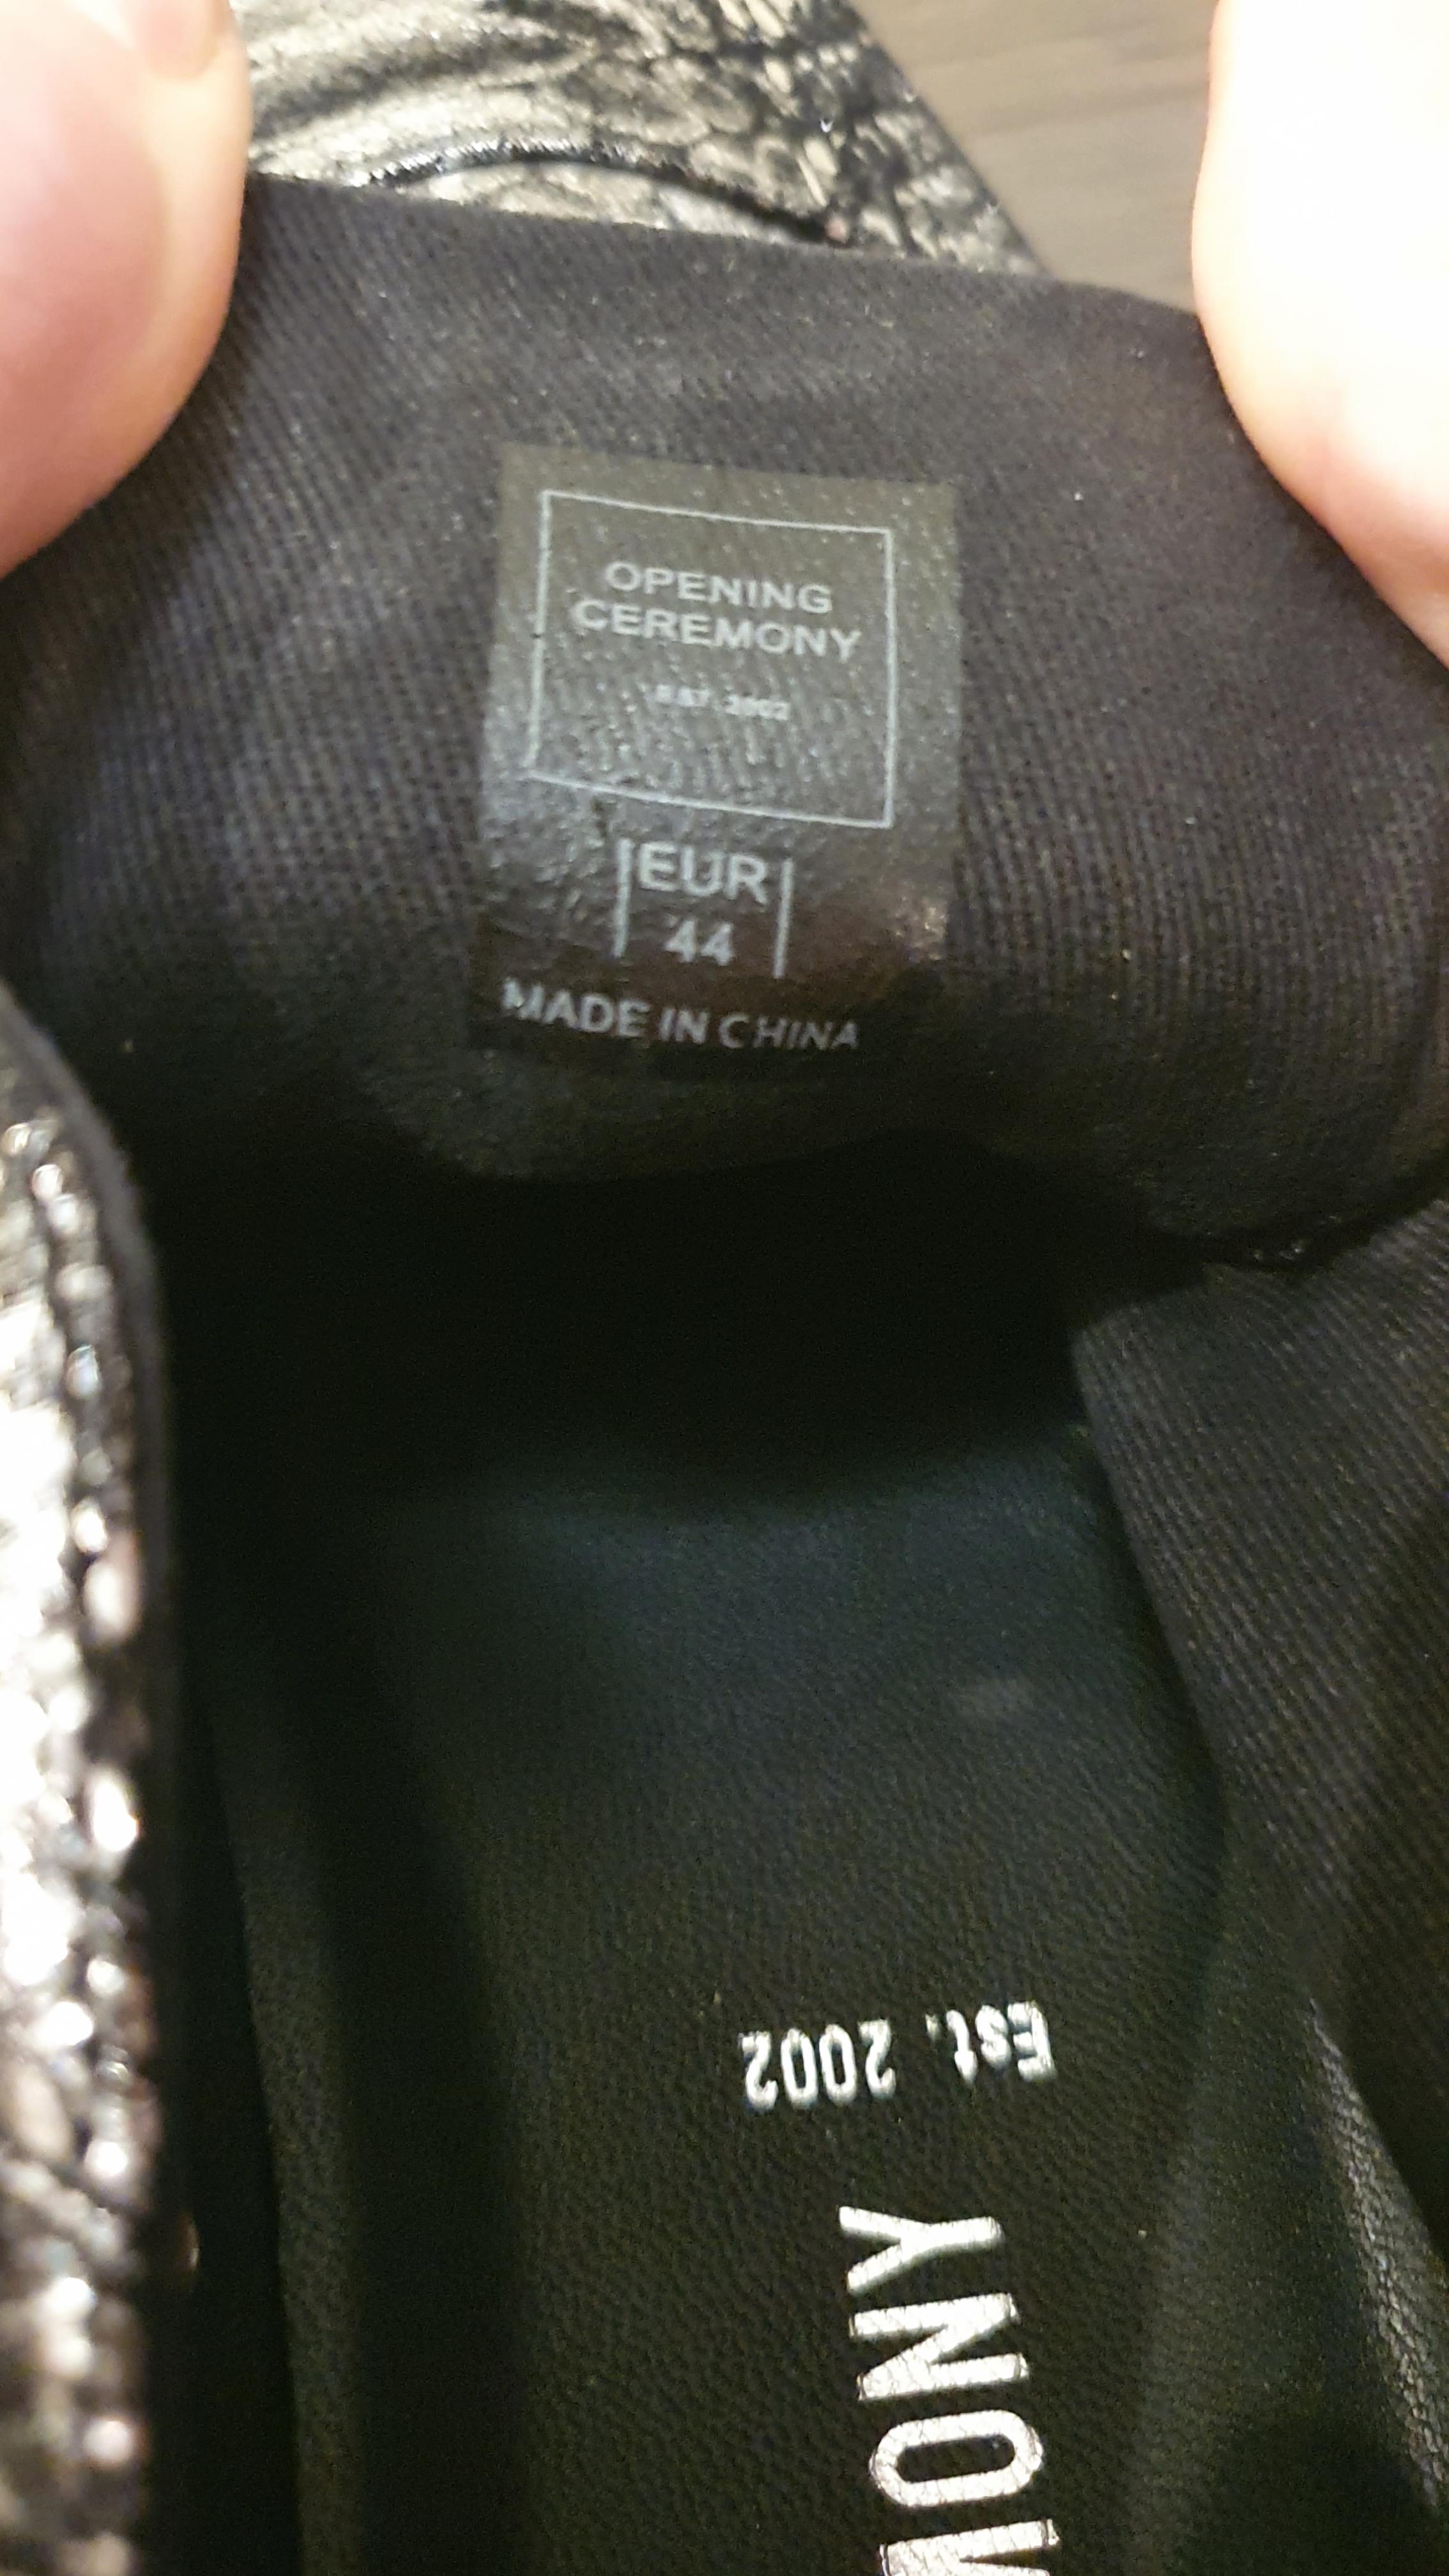 OPENING
CEREMONY
EST. 2002
EUR
44
MADE IN CHINA
Est. 2002
MONY